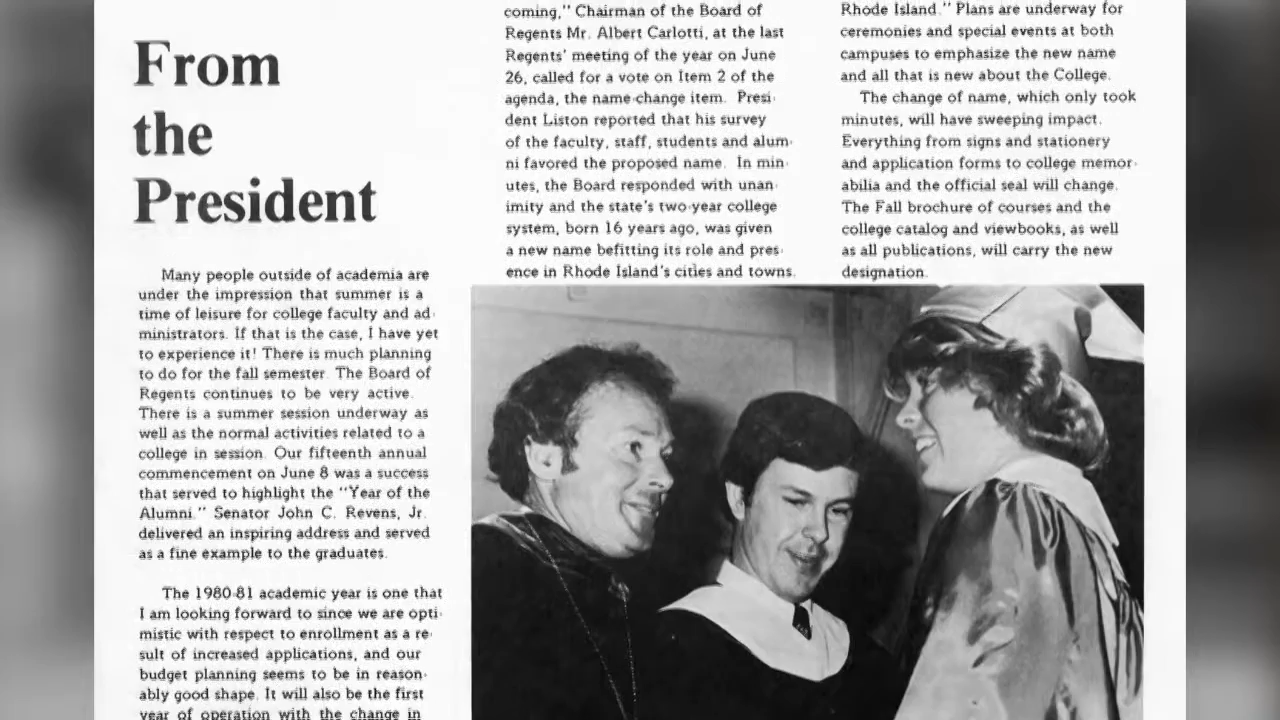 From
the
President
Many people outside of academia are
under the impression that summer is a
time of leisure for college faculty and ad-
ministrators. If that is the case, I have yet
to experience it! There is much planning
to do for the fall semester. The Board of
Regents continues to be very active.
There is a summer session underway as
well as the normal activities related to a
college in session. Our fifteenth annual
commencement on June 8 was a success
that served to highlight the "Year of the
Alumni." Senator John C. Revens, Jr.
delivered an inspiring address and served
as a fine example to the graduates.
The 1980-81 academic year is one that
I am looking forward to since we are opti-
mistic with respect to enrollment as a re-
sult of increased applications, and our
budget planning seems to be in reason-
ably good shape. It will also be the first
year of operation with the change in
coming," Chairman of the Board of
Regents Mr. Albert Carlotti, at the last
Regents' meeting of the year on June
26, called for a vote on Item 2 of the
agenda, the name-change item. Presi-
dent Liston reported that his survey
of the faculty, staff, students and alum-
ni favored the proposed name. In min-
utes, the Board responded with unan-
imity and the state's two-year college
system, born 16 years ago, was given
a new name befitting its role and pres-
ence in Rhode Island's cities and towns.
Rhode Island." Plans are underway for
ceremonies and special events at both
campuses to emphasize the new name
and all that is new about the College.
The change of name, which only took
minutes, will have sweeping impact.
Everything from signs and stationery
and application forms to college memor-
abilia and the official seal will change.
The Fall brochure of courses and the
college catalog and viewbooks, as well
as all publications, will carry the new
designation.